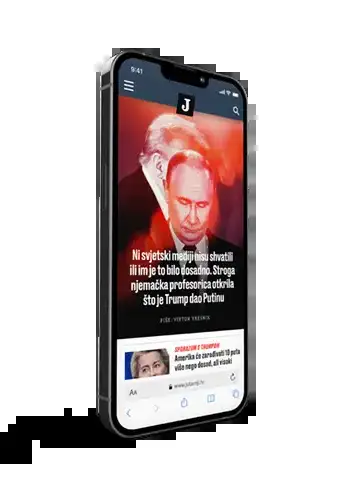 9:41
J
Ni svjetski mediji nisu shvatili
ili im je to bilo dosadno. Stroga
njemačka profesorica otkrila
što je Trump dao Putinu
PIŠE: VIKTOR VRESNIK
SPORAZUM S TRUMPOM
Amerika će zarađivati 10 puta
više nego dosad, ali visoki
AA
www.jutarnji.hr